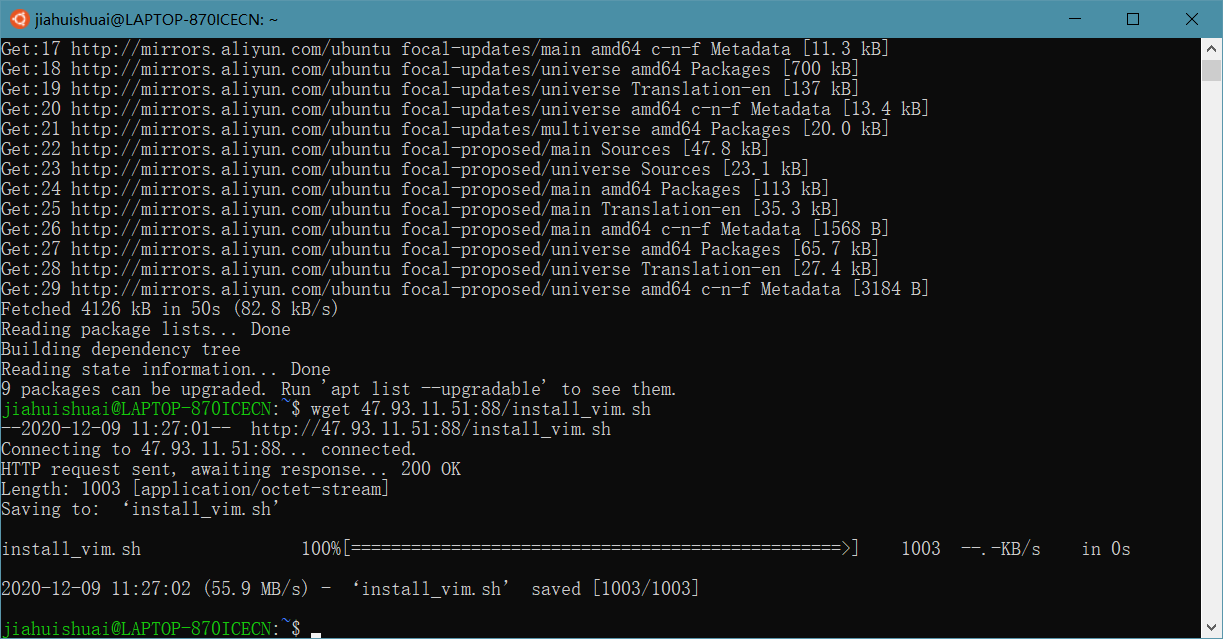 jiahuishuai@LAPTOP-870ICECN: ~
Get:17 http://mirrors.aliyun.com/ubuntu focal-updates/main amd64 c-n-f Metadata [11.3 kB]
Get:18 http://mirrors.aliyun.com/ubuntu focal-updates/universe amd64 Packages [700 kB]
Get:19 http://mirrors.aliyun.com/ubuntu focal-updates/universe Translation-en [137 kB]
Get:20 http://mirrors.aliyun.com/ubuntu focal-updates/universe amd64 c-n-f Metadata [13.4 kB]
Get:21 http://mirrors.aliyun.com/ubuntu focal-updates/multiverse amd64 Packages [20.0 kB]
Get:22 http://mirrors.aliyun.com/ubuntu focal-proposed/main Sources [47.8 kB]
Get:23 http://mirrors.aliyun.com/ubuntu focal-proposed/universe Sources [23.1 kB]
Get:24 http://mirrors.aliyun.com/ubuntu focal-proposed/main amd64 Packages [113 kB]
Get:25 http://mirrors.aliyun.com/ubuntu focal-proposed/main Translation-en [35.3 kB]
Get:26 http://mirrors.aliyun.com/ubuntu focal-proposed/main amd64 c-n-f Metadata [1568 B]
Get:27 http://mirrors.aliyun.com/ubuntu focal-proposed/universe amd64 Packages [65.7 kB]
Get:28 http://mirrors.aliyun.com/ubuntu focal-proposed/universe Translation-en [27.4 kB]
Get:29 http://mirrors.aliyun.com/ubuntu focal-proposed/universe amd64 c-n-f Metadata [3184 B]
Fetched 4126 kB in 50s (82.8 kB/s)
Reading package lists... Done
Building dependency tree
Reading state information... Done
9 packages can be upgraded. Run 'apt list --upgradable' to see them.
jiahuishuai@LAPTOP-870ICECN:~$ wget 47.93.11.51:88/install_vim.sh
--2020-12-09 11:27:01--  http://47.93.11.51:88/install_vim.sh
Connecting to 47.93.11.51:88... connected.
HTTP request sent, awaiting response... 200 OK
Length: 1003 [application/octet-stream]
Saving to: ‘install_vim.sh’
install_vim.sh 100%[=================================================>] 1003 --.-KB/s in 0s
2020-12-09 11:27:02 (55.9 MB/s) - ‘install_vim.sh’ saved [1003/1003]
jiahuishuai@LAPTOP-870ICECN:~$